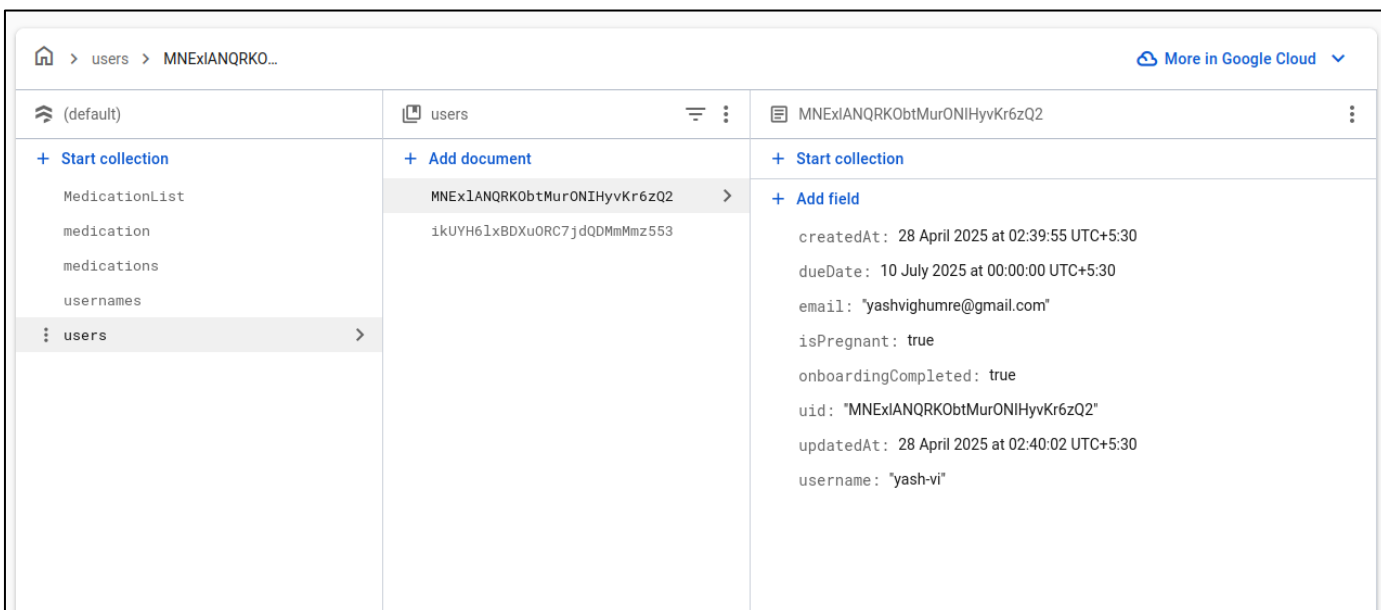 users > MNExlANQRKO...
More in Google Cloud
(default)
users
MNExlANQRKObtMurONIHyvKr6zQ2
+ Start collection
+ Add document
+ Start collection
MedicationList
medication
medications
usernames
users
MNExlANQRKObtMurONIHyvKr6zQ2
ikUYH6lxBDXuORC7jdQDMmMmz553
+ Add field
createdAt: 28 April 2025 at 02:39:55 UTC+5:30
dueDate: 10 July 2025 at 00:00:00 UTC+5:30
email: "yashvighumre@gmail.com"
isPregnant: true
onboardingCompleted: true
uid: "MNExlANQRKObtMurONIHyvKr6zQ2"
updatedAt: 28 April 2025 at 02:40:02 UTC+5:30
username: "yash-vi"